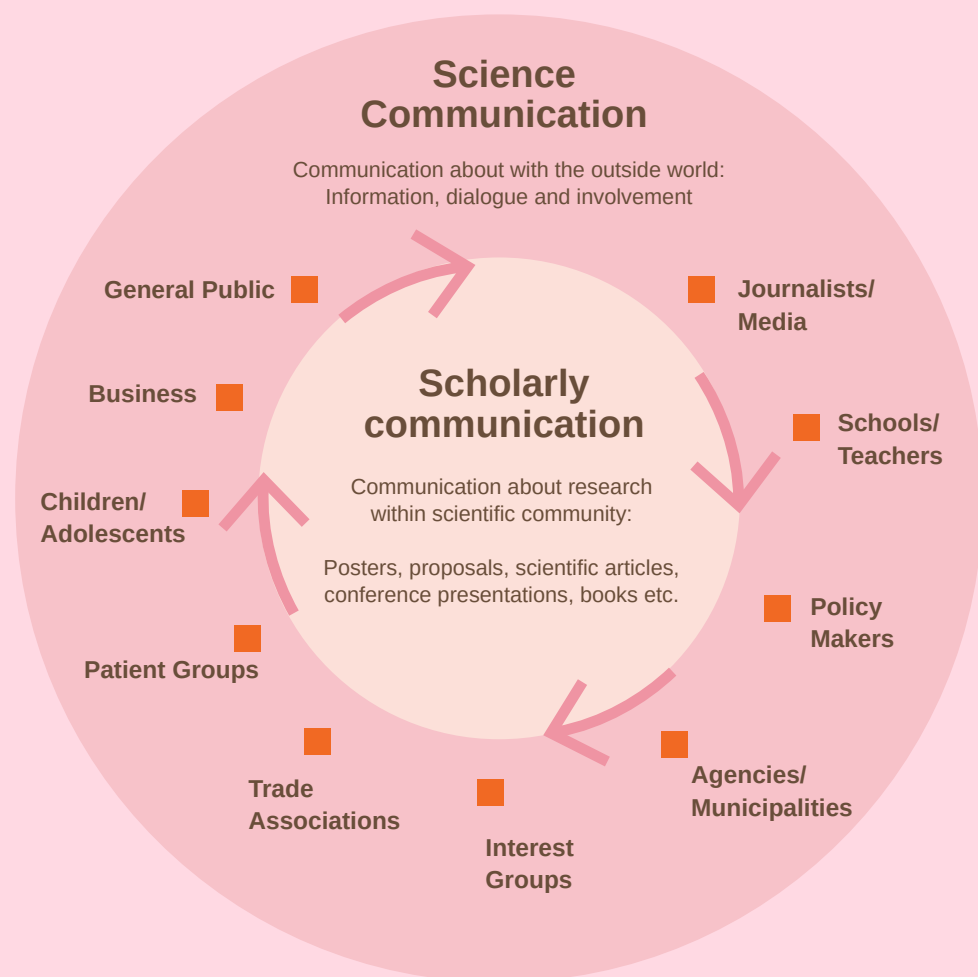 Science
Communication
Communication about with the outside world:
Information, dialogue and involvement
General Public
Journalists/
Media
Business
Schools/
Teachers
Children/
Adolescents
Scholarly
communication
Communication about research
within scientific community:
Posters, proposals, scientific articles,
conference presentations, books etc.
Policy
Makers
Patient Groups
Trade
Associations
Agencies/
Municipalities
Interest
Groups